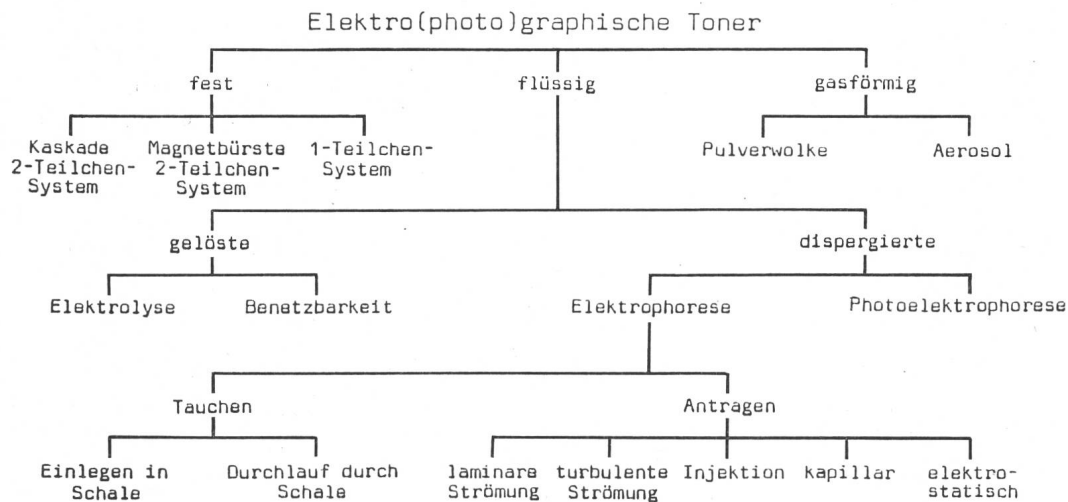 Elektro(photo)graphische Toner
fest
flüssig
gasförmig
Kaskade
2-Teilchen-
System
Magnetbürste
2-Teilchen-
System
1-Teilchen-
System
Pulverwolke
Aerosol
gelöste
dispergierte
Elektrolyse
Benetzbarkeit
Elektrophorese
Photoelektrophorese
Tauchen
Antragen
Einlegen in
Schale
Durchlauf durch
Schale
laminare
Strömung
turbulente
Strömung
Injektion
kapillar
elektro-
statisch